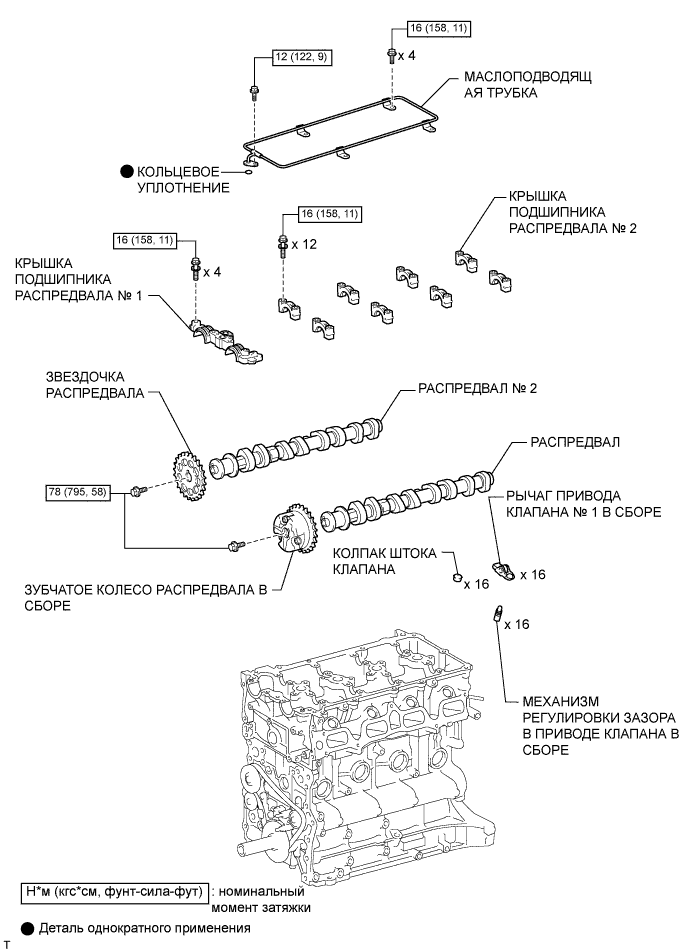 16 (158, 11)
x 4
12 (122, 9)
МАСЛОПОДВОДЯЩ
АЯ ТРУБКА
КОЛЬЦЕВОЕ
УПЛОТНЕНИЕ
КРЫШКА
ПОДШИПНИКА
РАСПРЕДВАЛА № 2
16 (158, 11)
x 12
16 (158, 11)
x 4
КРЫШКА
ПОДШИПНИКА
РАСПРЕДВАЛА № 1
ЗВЕЗДОЧКА
РАСПРЕДВАЛА
РАСПРЕДВАЛ № 2
РАСПРЕДВАЛ
78 (795, 58)
РЫЧАГ ПРИВОДА
КЛАПАНА № 1 В СБОРЕ
КОЛПАК ШТОКА
КЛАПАНА
x 16
x 16
ЗУБЧАТОЕ КОЛЕСО РАСПРЕДВАЛА В
СБОРЕ
x 16
МЕХАНИЗМ
РЕГУЛИРОВКИ ЗАЗОРА
В ПРИВОДЕ КЛАПАНА В
СБОРЕ
Н*м (кгс*см, фунт-сила-фут) : номинальный
момент затяжки
Деталь однократного применения
T